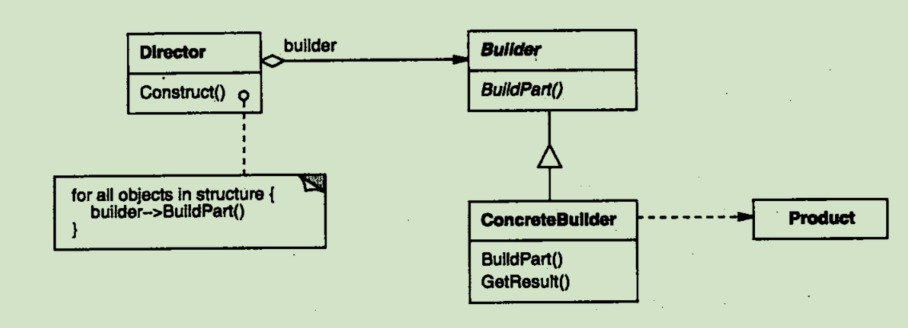 Director
builder
Builder
Construct()
BuildPart()
for all objects in structure {
builder-->BuildPart()
}
ConcreteBuilder
Product
BuildPart()
GetResult()